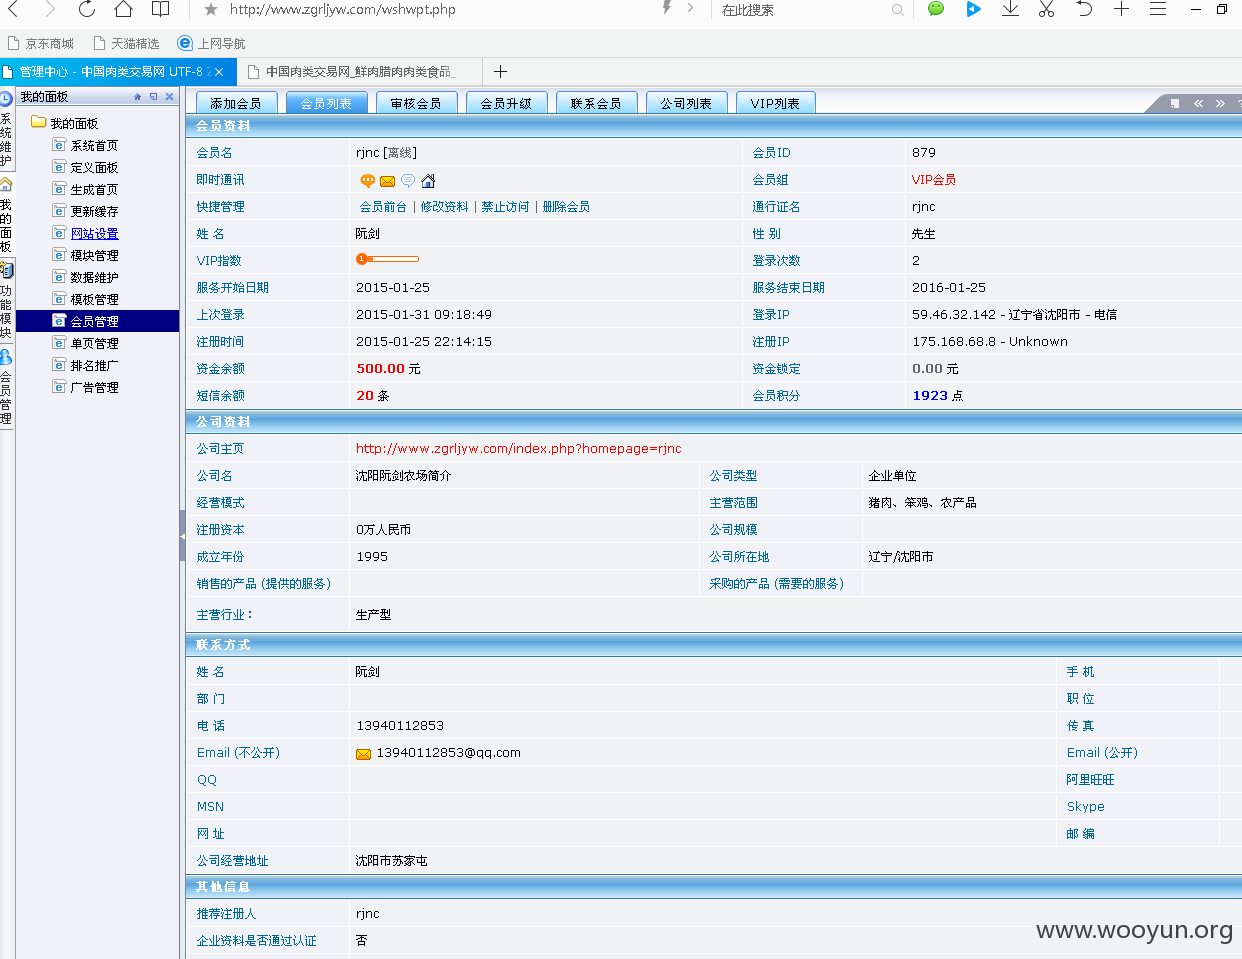 http://www.zgrljyw.com/wshwpt.php 在此搜索
京东商城 天猫精选 上网导航
管理中心 - 中国肉类交易网 UTF-8 2 中国肉类交易网_鲜肉腊肉肉类食品_
我的面板
我的面板
系统首页
定义面板
生成首页
更新缓存
网站设置
模块管理
数据维护
模板管理
会员管理
单页管理
排名推广
广告管理
系统维护
我的面板
功能模块
会员管理
添加会员 会员列表 审核会员 会员升级 联系会员 公司列表 VIP列表
会员资料
会员名 rjnc [离线] 会员ID 879
即时通讯 会员组 VIP会员
快捷管理 会员前台 | 修改资料 | 禁止访问 | 删除会员 通行证名 rjnc
姓 名 阮剑 性 别 先生
VIP指数 1 登录次数 2
服务开始日期 2015-01-25 服务结束日期 2016-01-25
上次登录 2015-01-31 09:18:49 登录IP 59.46.32.142 - 辽宁省沈阳市 - 电信
注册时间 2015-01-25 22:14:15 注册IP 175.168.68.8 - Unknown
资金余额 500.00 元 资金锁定 0.00 元
短信余额 20 条 会员积分 1923 点
公司资料
公司主页 http://www.zgrljyw.com/index.php?homepage=rjnc
公司名 沈阳阮剑农场简介 公司类型 企业单位
经营模式 主营范围 猪肉、笨鸡、农产品
注册资本 0万人民币 公司规模
成立年份 1995 公司所在地 辽宁/沈阳市
销售的产品 (提供的服务) 采购的产品 (需要的服务)
主营行业： 生产型
联系方式
姓 名 阮剑 手 机
部 门 职 位
电 话 13940112853 传 真
Email (不公开) 13940112853@qq.com Email (公开)
QQ 阿里旺旺
MSN Skype
网 址 邮 编
公司经营地址 沈阳市苏家屯
其他信息
推荐注册人 rjnc
企业资料是否通过认证 否
www.wooyun.org